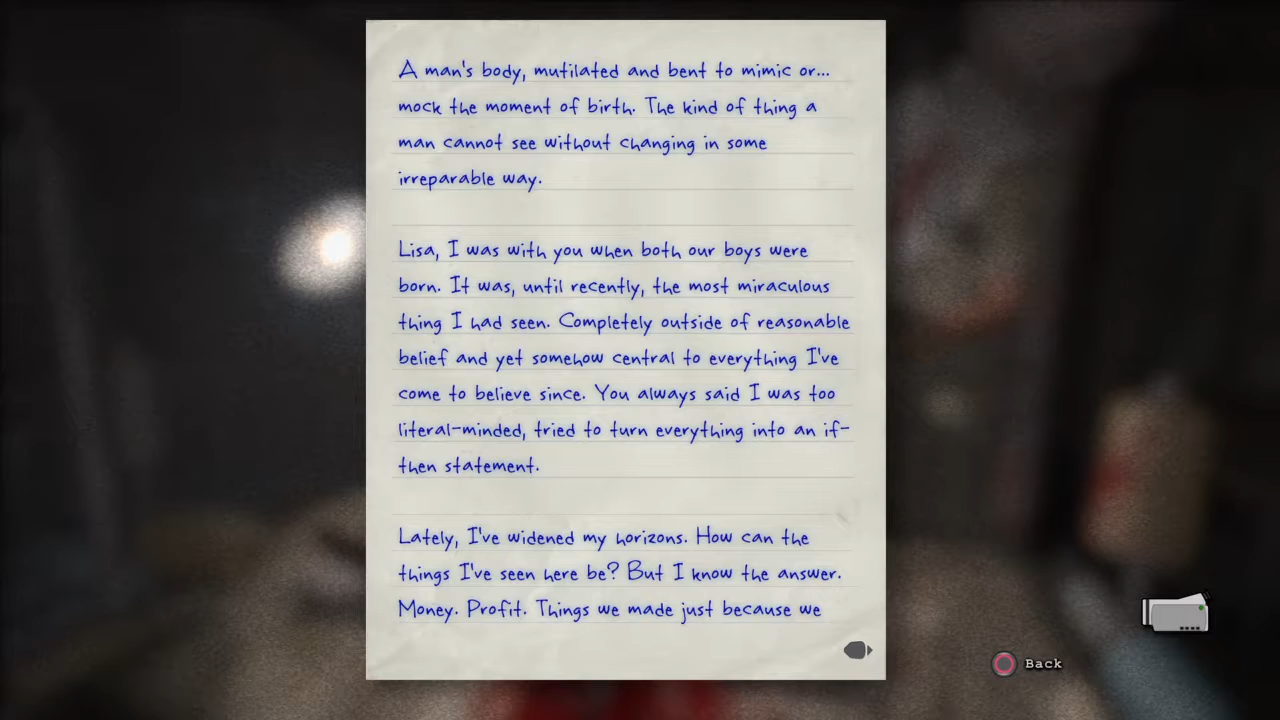 A man's body, mutilated and bent to mimic or...
mock the moment of birth. The kind of thing a
man cannot see without changing in some
irreparable way.
Lisa, I was with you when both our boys were
born. It was, until recently, the most miraculous
thing I had seen. Completely outside of reasonable
belief and yet somehow central to everything I've
come to believe since. You always said I was too
literal-minded, tried to turn everything into an if-
then statement.
Lately, I've widened my horizons. How can the
things I've seen here be? But I know the answer.
Money. Profit. Things we made just because we
Back